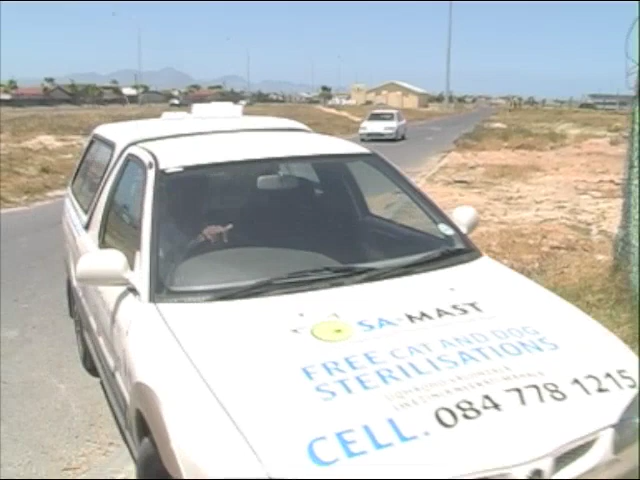 SA-MAST
FREE CAT AND DOG
STERILISATIONS
CELL. 084 778 1215